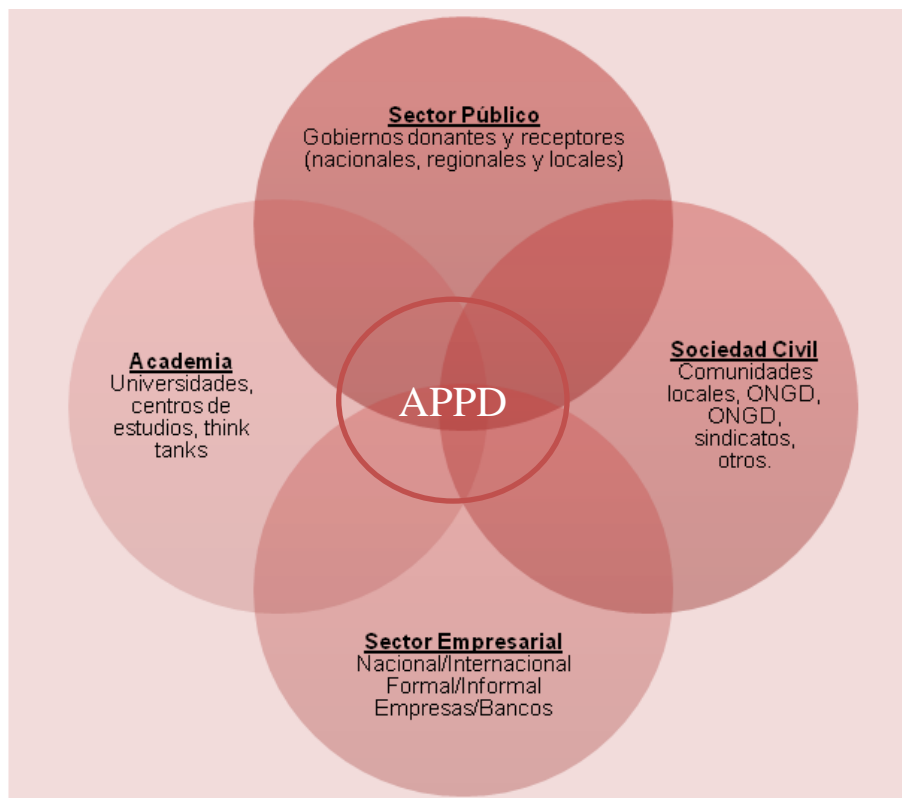 Sector Público
Gobiernos donantes y receptores
(nacionales, regionales y locales)
Academia
Universidades,
centros de
estudios, think
tanks
APPD
Sociedad Civil
Comunidades
locales, ONGD,
ONGD,
sindicatos,
otros.
Sector Empresarial
Nacional/Internacional
Formal/Informal
Empresas/Bancos